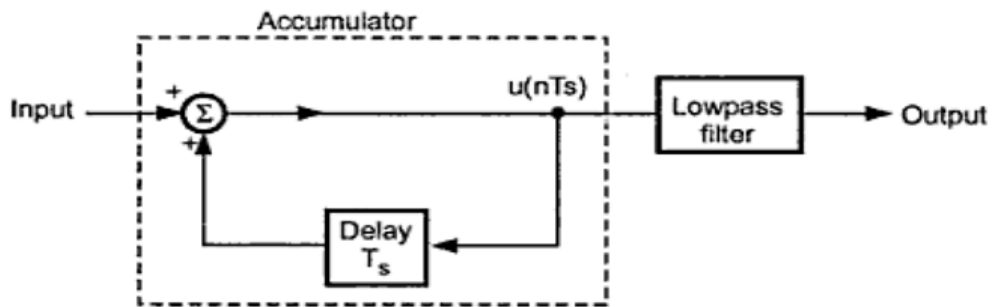 Accumulator
Input
+
Σ
+
u(nTs)
Lowpass
filter
Output
Delay
Ts